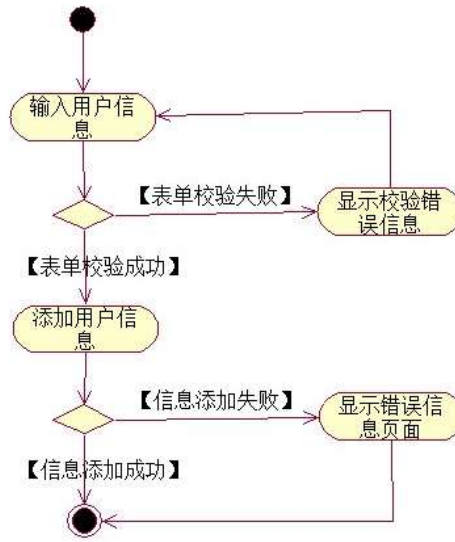 输入用户信
息
【表单校验失败】
显示校验错
误信息
【表单校验成功】
添加用户信
息
【信息添加失败】
显示错误信
息页面
【信息添加成功】